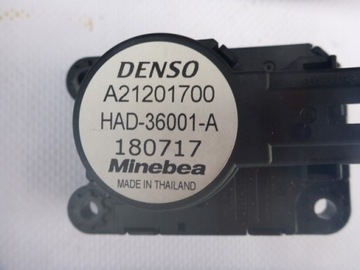 DENSO
A21201700
HAD-36001-A
180717
Minebea
MADE IN THAILAND